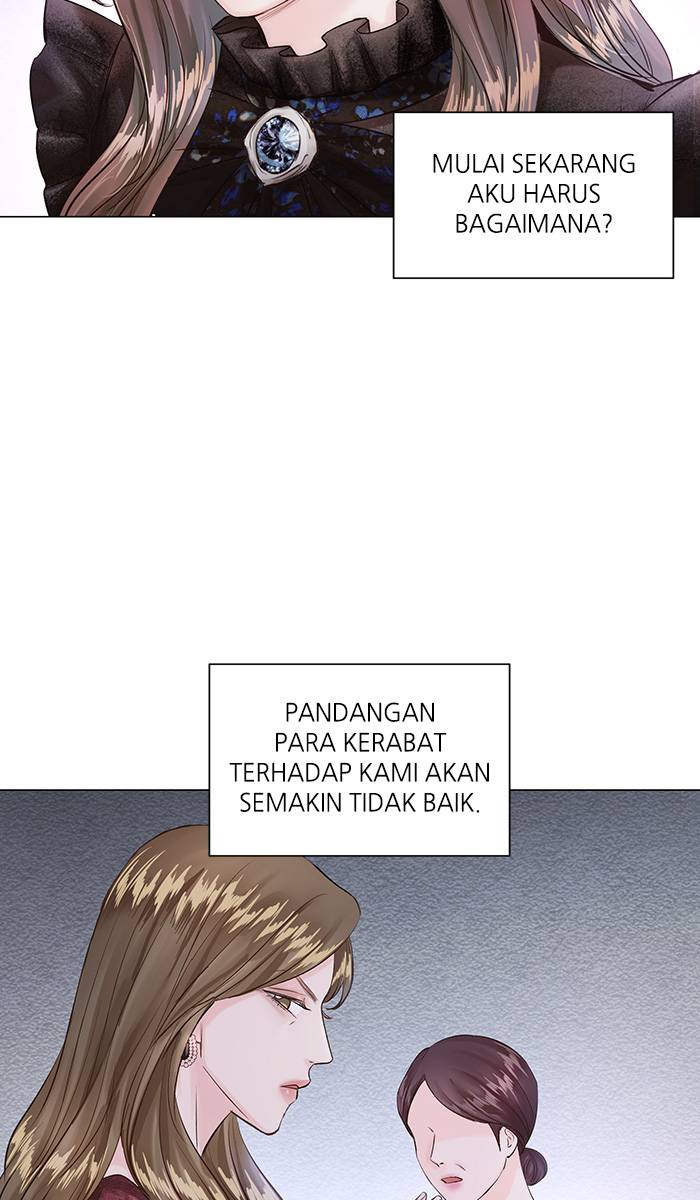 MULAI SEKARANG
AKU HARUS
BAGAIMANA?
PANDANGAN
PARA KERABAT
TERHADAP KAMI AKAN
SEMAKIN TIDAK BAIK.